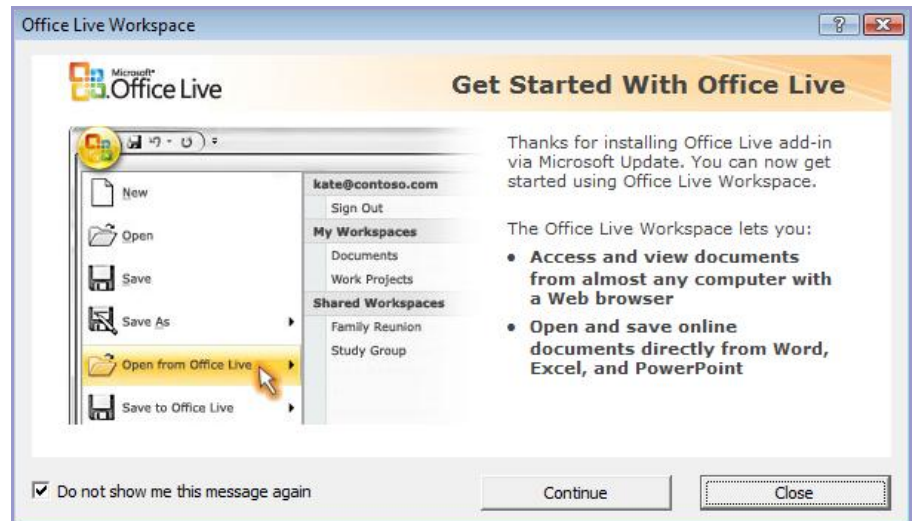 Office Live Workspace
Microsoft®
Office Live
Get Started With Office Live
New
Open
Save
Save As
Open from Office Live
Save to Office Live
kate@contoso.com
Sign Out
My Workspaces
Documents
Work Projects
Shared Workspaces
Family Reunion
Study Group
Thanks for installing Office Live add-in
via Microsoft Update. You can now get
started using Office Live Workspace.
The Office Live Workspace lets you:
• Access and view documents
from almost any computer with
a Web browser
• Open and save online
documents directly from Word,
Excel, and PowerPoint
Do not show me this message again
Continue
Close